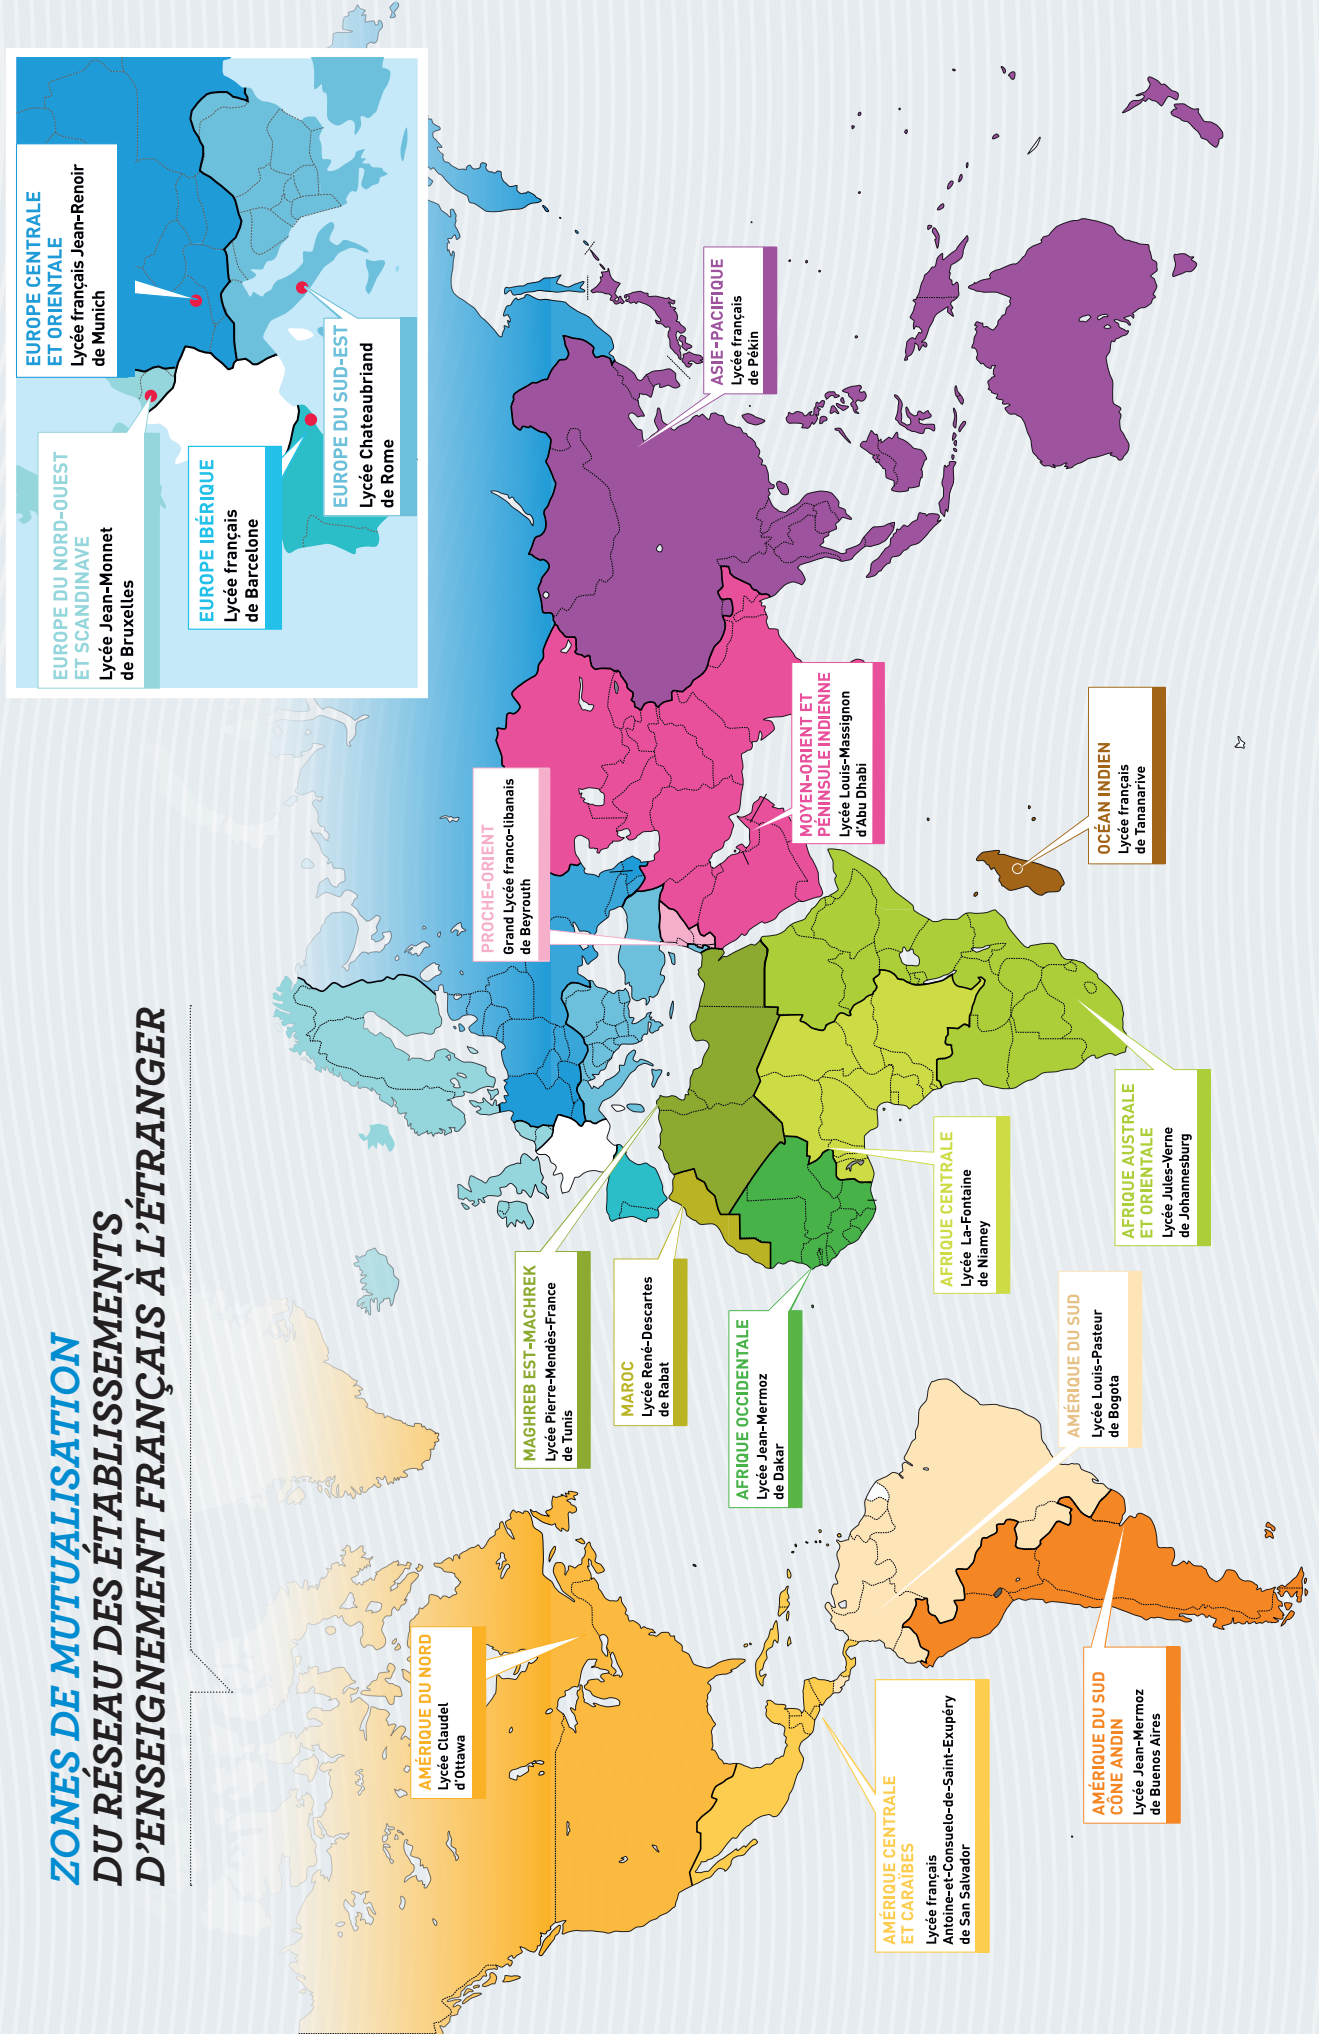 ZONES DE MUTUALISATION
DU RÉSEAU DES ÉTABLISSEMENTS
D'ENSEIGNEMENT FRANÇAIS À L'ÉTRANGER
AMÉRIQUE DU NORD
Lycée Claudel
d'Ottawa
AMÉRIQUE CENTRALE
ET CARAÏBES
Lycée français
Antoine-et-Consuelo-de-Saint-Exupéry
de San Salvador
AMÉRIQUE DU SUD
CÔNE ANDIN
Lycée Jean-Mermoz
de Buenos Aires
AMÉRIQUE DU SUD
Lycée Louis-Pasteur
de Bogota
MAGHREB EST-MACHREK
Lycée Pierre-Mendès-France
de Tunis
MAROC
Lycée René-Descartes
de Rabat
AFRIQUE OCCIDENTALE
Lycée Jean-Mermoz
de Dakar
AFRIQUE CENTRALE
Lycée La-Fontaine
de Niamey
AFRIQUE AUSTRALE
ET ORIENTALE
Lycée Jules-Verne
de Johannesburg
PROCHE-ORIENT
Grand Lycée franco-libanais
de Beyrouth
MOYEN-ORIENT ET
PÉNINSULE INDIENNE
Lycée Louis-Massignon
d'Abu Dhabi
OCÉAN INDIEN
Lycée français
de Tananarive
ASIE-PACIFIQUE
Lycée français
de Pékin
EUROPE DU NORD-OUEST
ET SCANDINAVE
Lycée Jean-Monnet
de Bruxelles
EUROPE IBÉRIQUE
Lycée français
de Barcelone
EUROPE CENTRALE
ET ORIENTALE
Lycée français Jean-Renoir
de Munich
EUROPE DU SUD-EST
Lycée Chateaubriand
de Rome